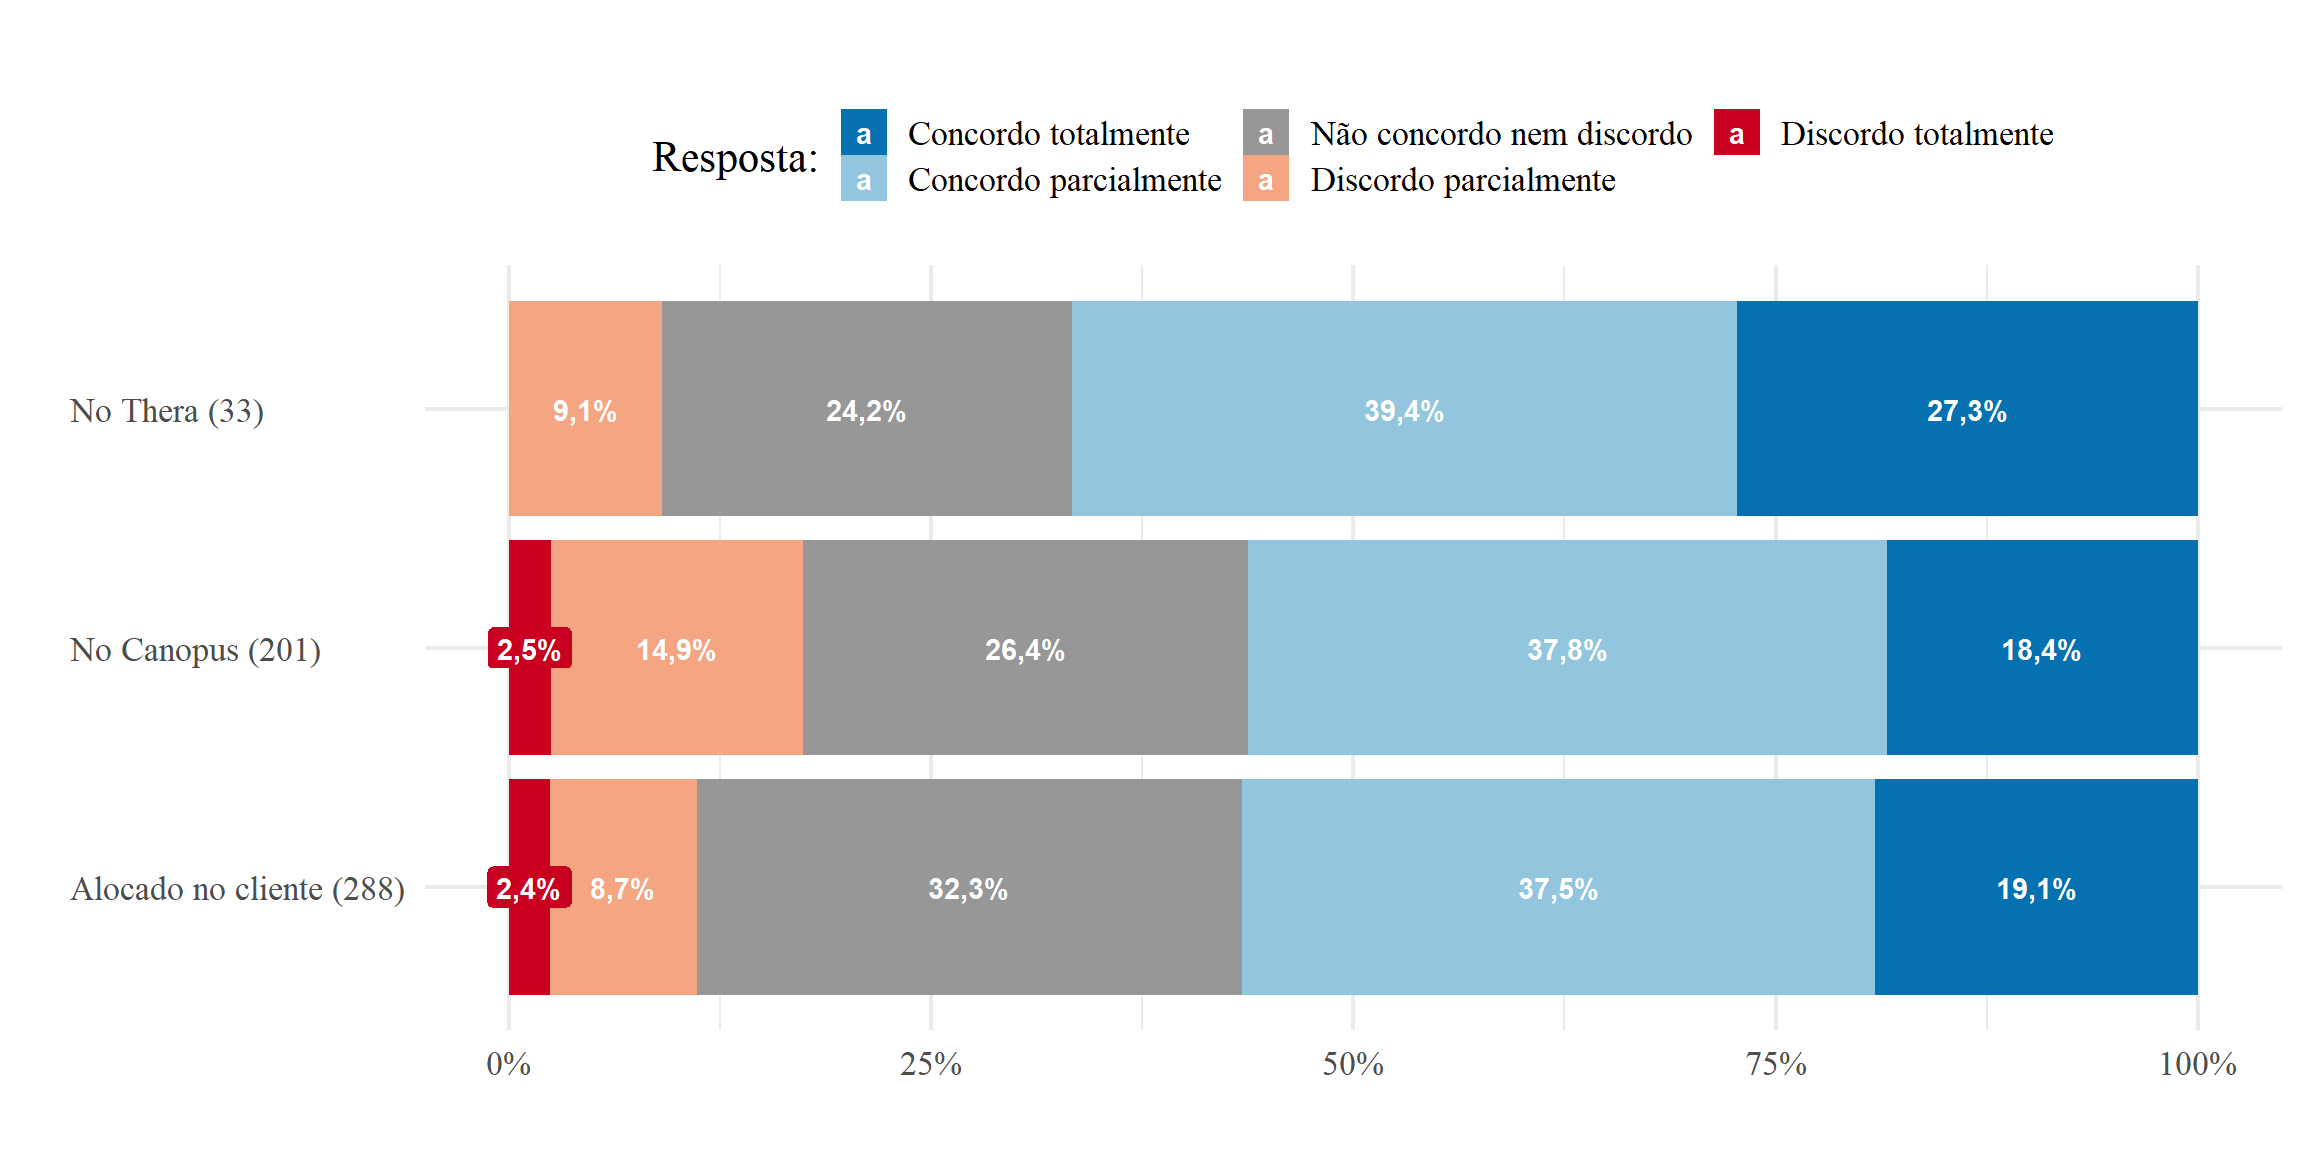 Resposta:
a Concordo totalmente
a Concordo parcialmente
a Não concordo nem discordo
a Discordo parcialmente
a Discordo totalmente
No Thera (33)
9,1% 24,2% 39,4% 27,3%
No Canopus (201)
2,5% 14,9% 26,4% 37,8% 18,4%
Alocado no cliente (288)
2,4% 8,7% 32,3% 37,5% 19,1%
0% 25% 50% 75% 100%